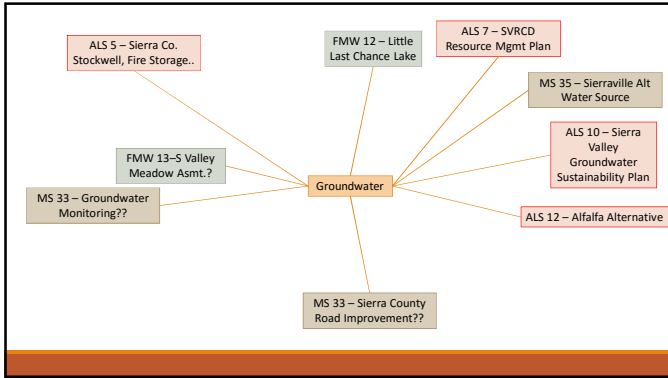 ALS 5 – Sierra Co.
Stockwell, Fire Storage..
FMW 12 – Little
Last Chance Lake
ALS 7 – SVRCD
Resource Mgmt Plan
MS 35 – Sierraville Alt
Water Source
FMW 13–S Valley
Meadow Asmt.?
ALS 10 – Sierra
Valley
Groundwater
Sustainability Plan
Groundwater
MS 33 – Groundwater
Monitoring??
ALS 12 – Alfalfa Alternative
MS 33 – Sierra County
Road Improvement??